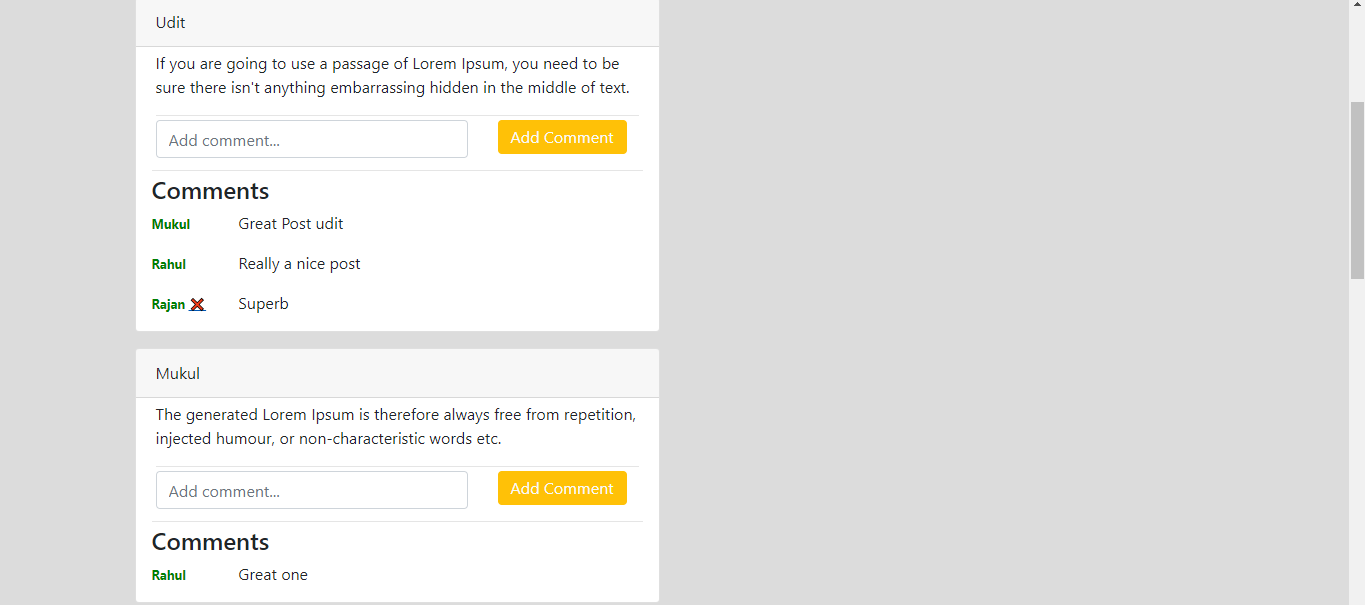 Udit
If you are going to use a passage of Lorem Ipsum, you need to be
sure there isn't anything embarrassing hidden in the middle of text.
Add comment...
Add Comment
Comments
Mukul Great Post udit
Rahul Really a nice post
Rajan Superb
Mukul
The generated Lorem Ipsum is therefore always free from repetition,
injected humour, or non-characteristic words etc.
Add comment...
Add Comment
Comments
Rahul Great one